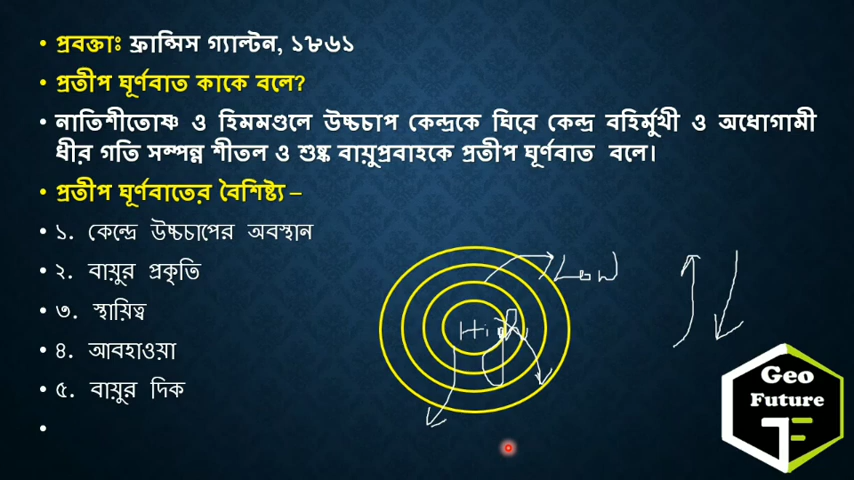 • প্রবক্তাঃ ফ্রান্সিস গ্যাল্টন, ১৮৬১
• প্রতীপ ঘূর্ণবাত কাকে বলে?
• নাতিশীতোষ্ণ ও হিমমণ্ডলে উচ্চচাপ কেন্দ্রকে ঘিরে কেন্দ্র বহির্মুখী ও অধোগামী
ধীর গতি সম্পন্ন শীতল ও শুষ্ক বায়ুপ্রবাহকে প্রতীপ ঘূর্ণবাত বলে।
• প্রতীপ ঘূর্ণবাতের বৈশিষ্ট্য –
• ১. কেন্দ্রে উচ্চচাপের অবস্থান
• ২. বায়ুর প্রকৃতি
• ৩. স্থায়িত্ব
• ৪. আবহাওয়া
• ৫. বায়ুর দিক
Low
High
Geo
Future